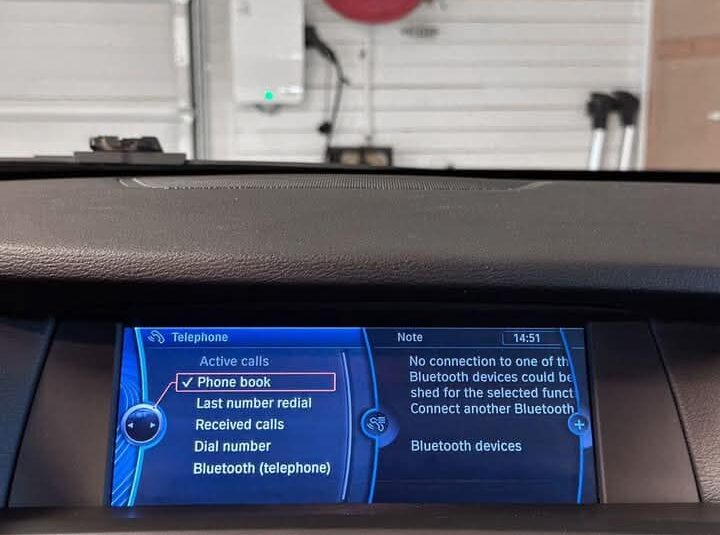 Telephone
Active calls
Phone book
Last number redial
Received calls
Dial number
Bluetooth (telephone)
Note
14:51
No connection to one of th
Bluetooth devices could be
shed for the selected funct
Connect another Bluetooth
Bluetooth devices